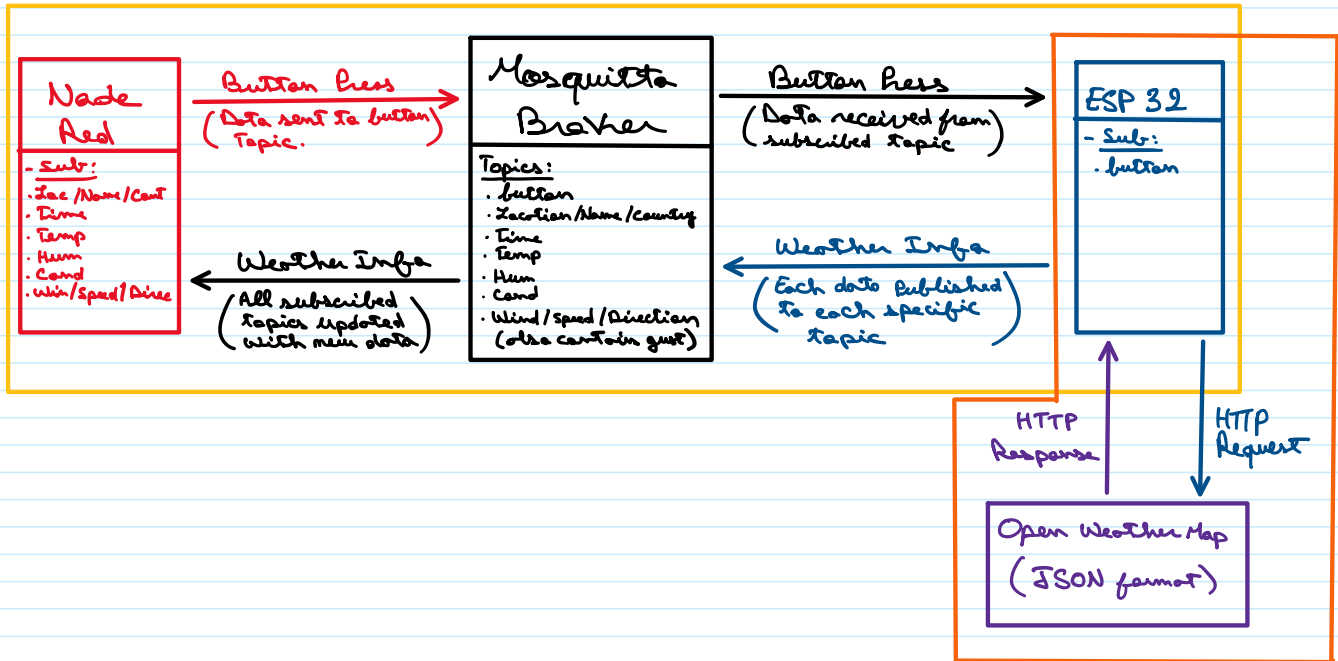 Node
Red
- Sub:
· Loc/Name/Cont
· Time
· Temp
· Hum
· Cond
· Win/Speed/Direc
Button Press
(Data sent to button)
Topic.
Weather Info
(All subscribed
topics updated
with new data)
Mosquitto
Broker
Topics:
· button
· Location/Name/Country
· Time
· Temp
· Hum
· Cond
· Wind/Speed/Direction
(also contain gust)
Button Press
(Data received from)
subscribed topic
Weather Info
(Each data published
to each specific
topic)
ESP 32
- Sub:
· button
HTTP
Response
HTTP
Request
Open Weather Map
(JSON format)